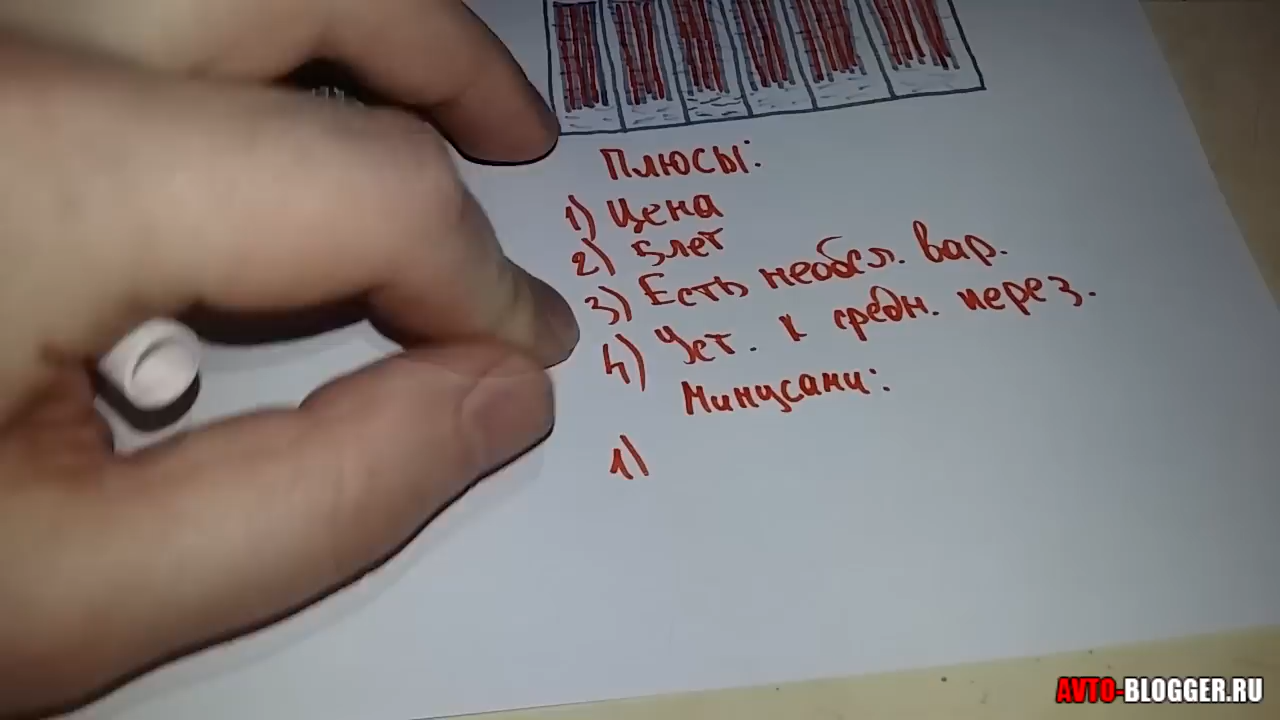 Плюсы:
1) Цена
2) 5 лет
3) Есть необсл. вар.
4) Уст. к средн. перез.
Минусами:
1)
AVTO-BLOGGER.RU